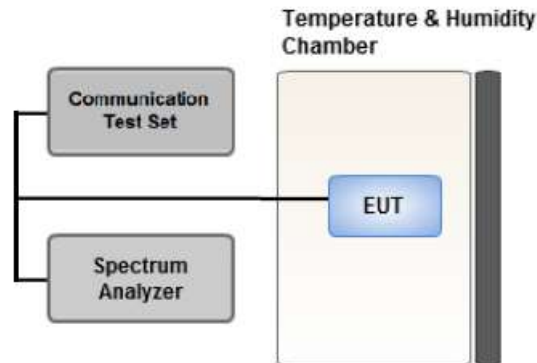 Temperature & Humidity
Chamber
Communication
Test Set
EUT
Spectrum
Analyzer